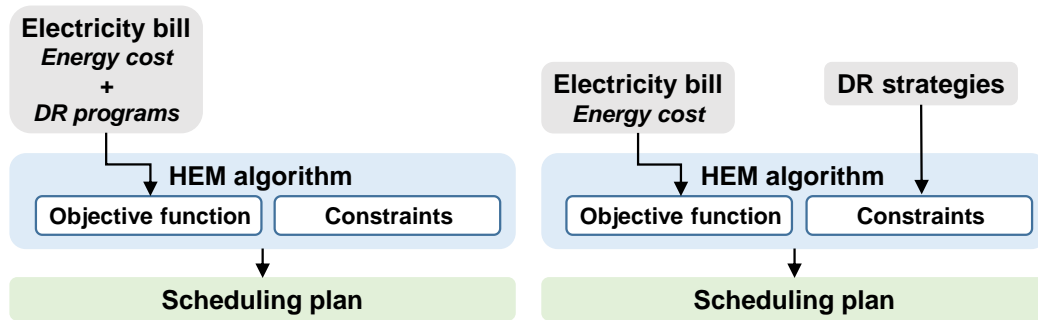 Electricity bill
Energy cost
+
DR programs
HEM algorithm
Objective function
Constraints
Scheduling plan
Electricity bill
Energy cost
DR strategies
HEM algorithm
Objective function
Constraints
Scheduling plan